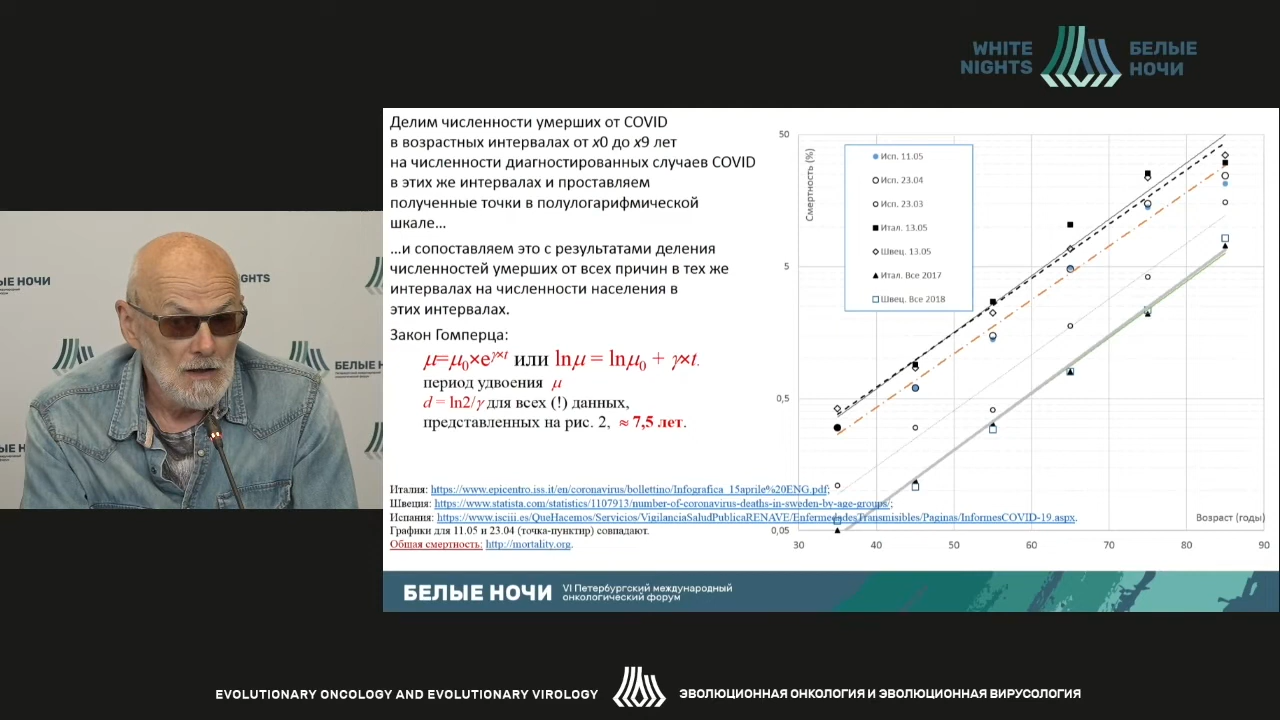 WHITE
NIGHTS
БЕЛЫЕ
НОЧИ
Делим численности умерших от COVID
в возрастных интервалах от x0 до x9 лет
на численности диагностированных случаев COVID
в этих же интервалах и проставляем
полученные точки в полулогарифмической
шкале...
...и сопоставляем это с результатами деления
численностей умерших от всех причин в тех же
интервалах на численности населения в
этих интервалах.
Закон Гомперца:
μ=μ₀×e^γ×t или lnμ = lnμ₀ + γ×t.
период удвоения μ
d = ln2/γ для всех (!) данных,
представленных на рис. 2, ≈ 7,5 лет.
Италия: https://www.epicentro.iss.it/en/coronavirus/bollettino/Infografica_15aprile%20ENG.pdf;
Швеция: https://www.statista.com/statistics/1107913/number-of-coronavirus-deaths-in-sweden-by-age-groups/;
Испания: https://www.isciii.es/QueHacemos/Servicios/VigilanciaSaludPublicaRENAVE/EnfermedadesTransmisibles/Paginas/InformesCOVID-19.aspx.
Графики для 11.05 и 23.04 (точка-пунктир) совпадают.
Общая смертность: http://mortality.org.
50
5
0,5
0,05
Смертность (%)
Исп. 11.05
Исп. 23.04
Исп. 23.03
Итал. 13.05
Швец. 13.05
Итал. Все 2017
Швец. Все 2018
Возраст (годы)
30 40 50 60 70 80 90
БЕЛЫЕ НОЧИ
VI Петербургский международный
онкологический форум
EVOLUTIONARY ONCOLOGY AND EVOLUTIONARY VIROLOGY
ЭВОЛЮЦИОННАЯ ОНКОЛОГИЯ И ЭВОЛЮЦИОННАЯ ВИРУСОЛОГИЯ